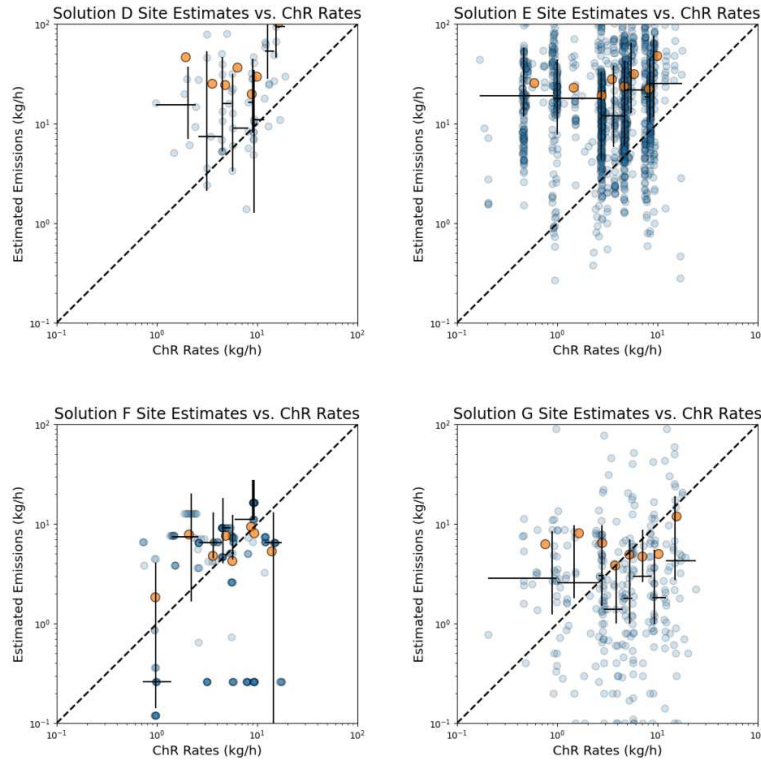 Solution D Site Estimates vs. ChR Rates
Solution E Site Estimates vs. ChR Rates
10²
10¹
10⁰
10⁻¹
Estimated Emissions (kg/h)
10⁻¹ 10⁰ 10¹ 10²
ChR Rates (kg/h)
10²
10¹
10⁰
10⁻¹
Estimated Emissions (kg/h)
10⁻¹ 10⁰ 10¹ 10
ChR Rates (kg/h)
Solution F Site Estimates vs. ChR Rates
Solution G Site Estimates vs. ChR Rates
10²
10¹
10⁰
10⁻¹
Estimated Emissions (kg/h)
10⁻¹ 10⁰ 10¹ 10²
ChR Rates (kg/h)
10²
10¹
10⁰
10⁻¹
Estimated Emissions (kg/h)
10⁻¹ 10⁰ 10¹ 10
ChR Rates (kg/h)